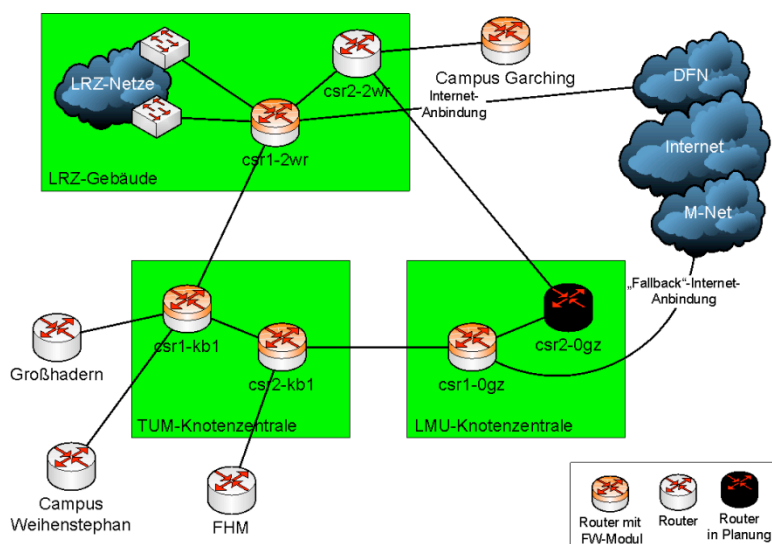 LRZ-Netze
csr2-2wr
Campus Garching
Internet-
Anbindung
DFN
csr1-2wr
Internet
LRZ-Gebäude
M-Net
„Fallback“-Internet-
Anbindung
csr1-kb1
csr2-0gz
Großhadern
csr2-kb1
csr1-0gz
TUM-Knotenzentrale
LMU-Knotenzentrale
Campus
Weihenstephan
FHM
Router mit
FW-Modul
Router
Router
in Planung